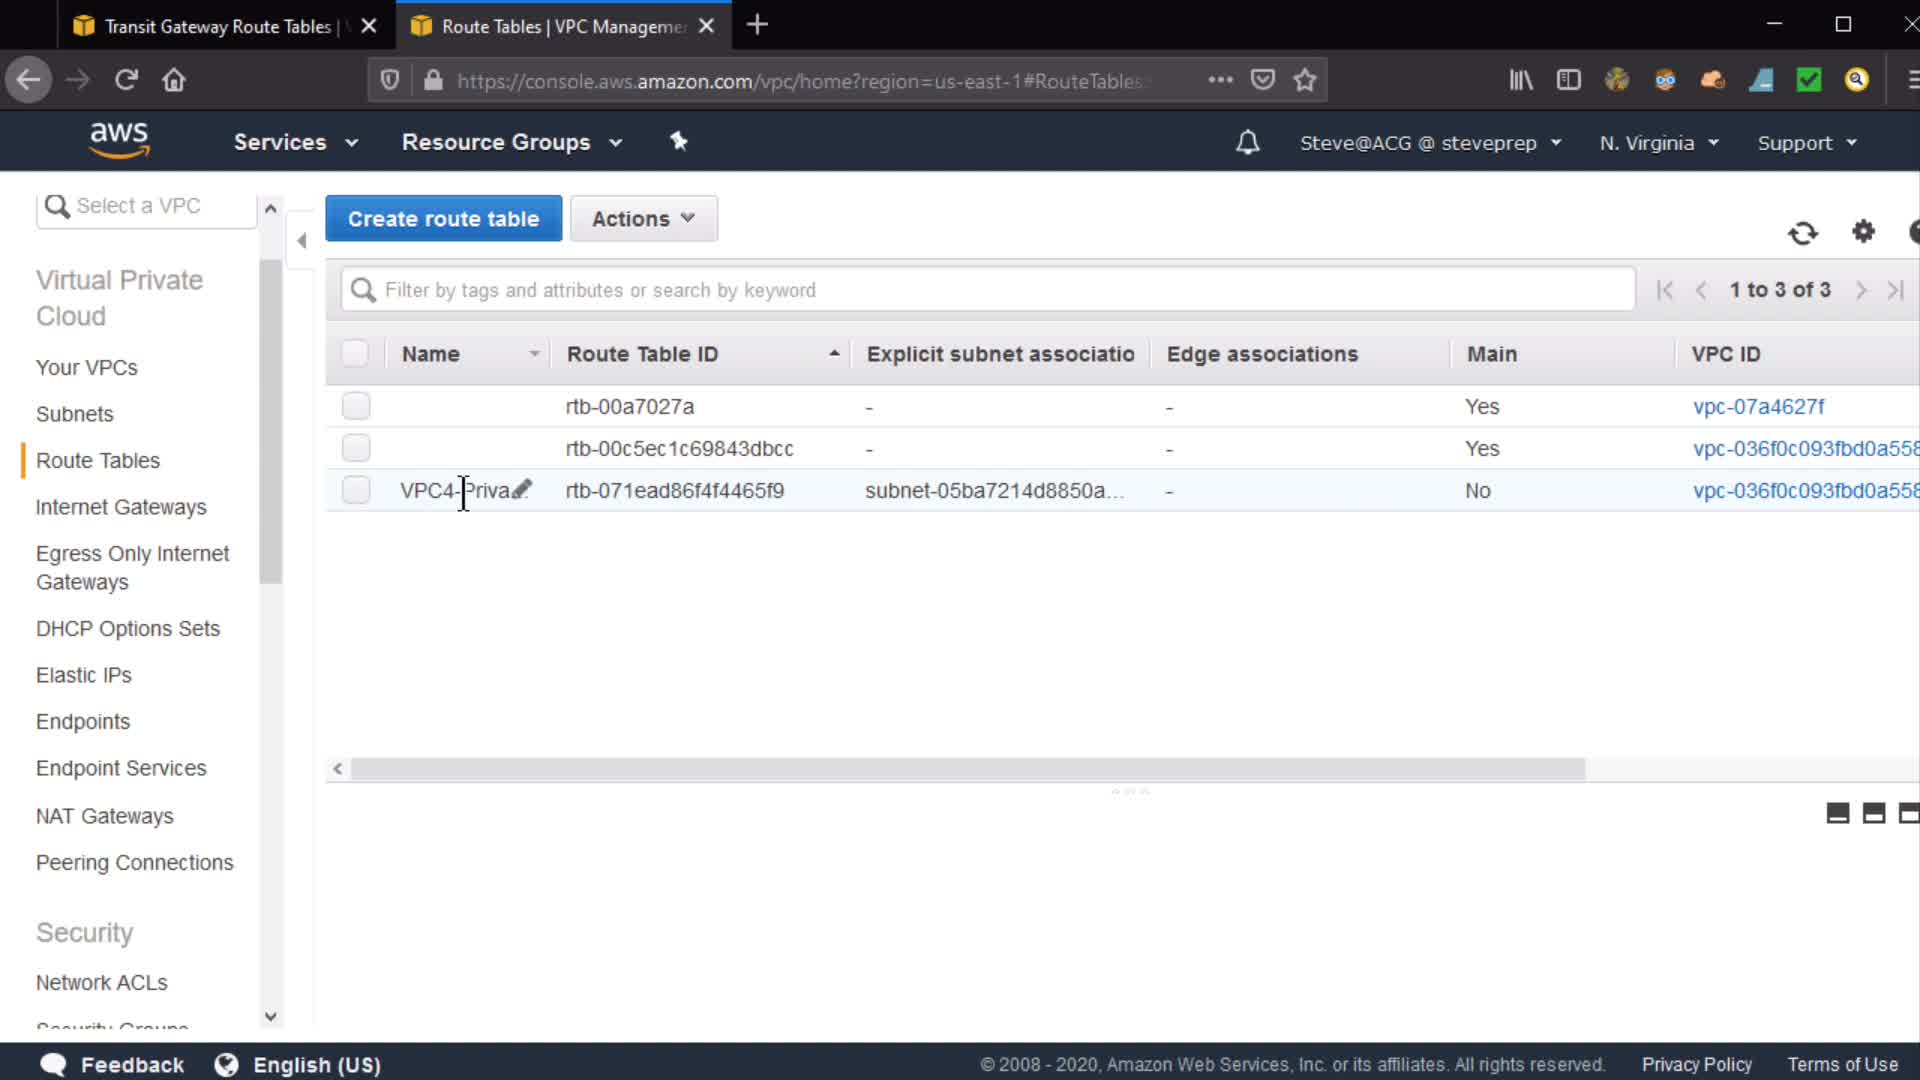 Transit Gateway Route Tables |
Route Tables | VPC Manageme
https://console.aws.amazon.com/vpc/home?region=us-east-1#RouteTables:
aws
Services
Resource Groups
Steve@ACG @ steveprep
N. Virginia
Support
Select a VPC
Create route table
Actions
Filter by tags and attributes or search by keyword
1 to 3 of 3
Name
Route Table ID
Explicit subnet associatio
Edge associations
Main
VPC ID
rtb-00a7027a - - Yes vpc-07a4627f
rtb-00c5ec1c69843dbcc - - Yes vpc-036f0c093fbd0a558
VPC4-Priva... rtb-071ead86f4f4465f9 subnet-05ba7214d8850a... - No vpc-036f0c093fbd0a558
Virtual Private
Cloud
Your VPCs
Subnets
Route Tables
Internet Gateways
Egress Only Internet
Gateways
DHCP Options Sets
Elastic IPs
Endpoints
Endpoint Services
NAT Gateways
Peering Connections
Security
Network ACLs
Security Groups
Feedback
English (US)
© 2008 - 2020, Amazon Web Services, Inc. or its affiliates. All rights reserved.
Privacy Policy
Terms of Use